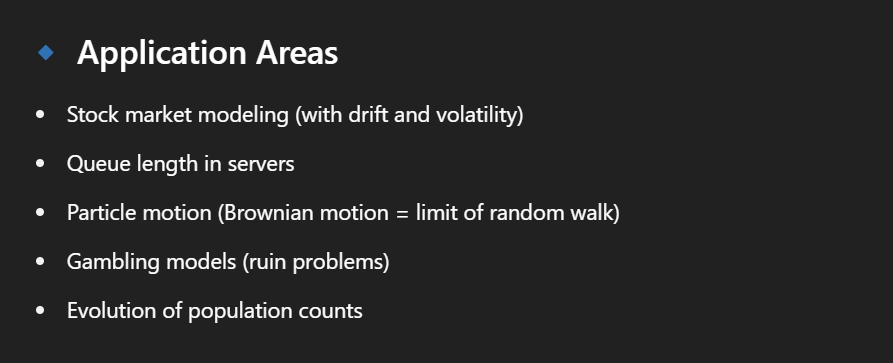 Application Areas
Stock market modeling (with drift and volatility)
Queue length in servers
Particle motion (Brownian motion = limit of random walk)
Gambling models (ruin problems)
Evolution of population counts